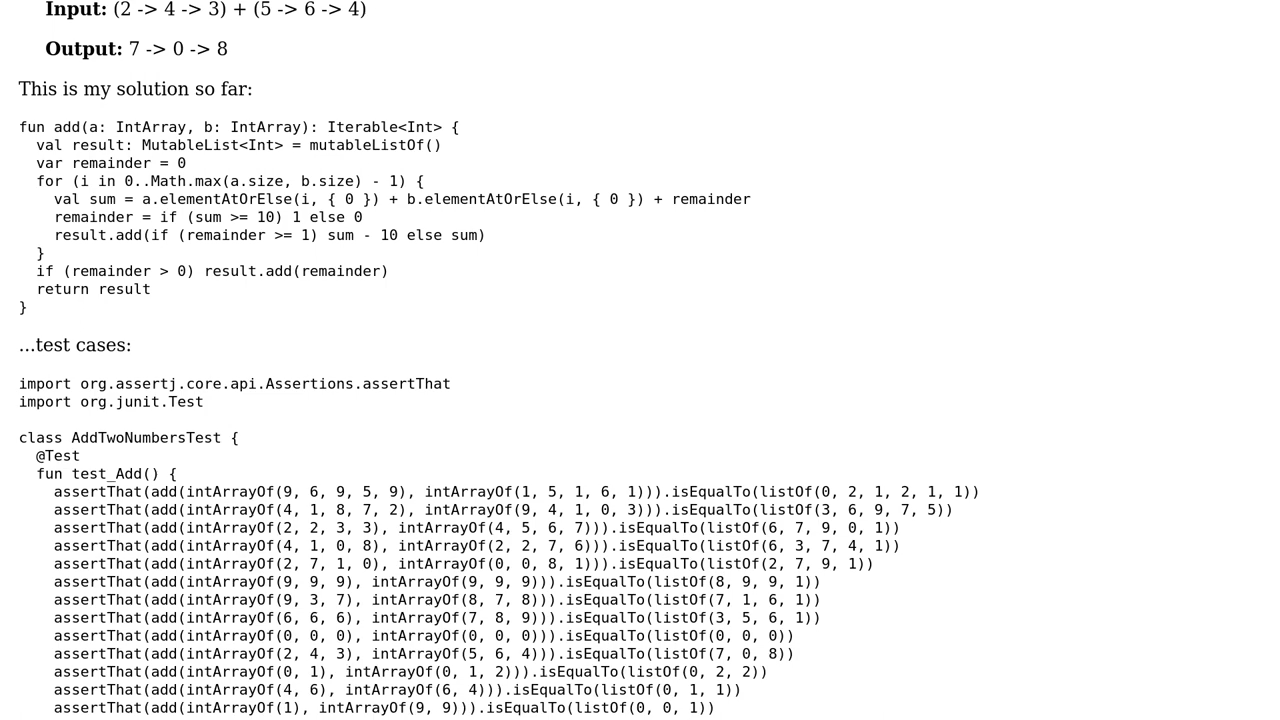 Input: (2 -> 4 -> 3) + (5 -> 6 -> 4)
Output: 7 -> 0 -> 8
This is my solution so far:
fun add(a: IntArray, b: IntArray): Iterable<Int> {
  val result: MutableList<Int> = mutableListOf()
  var remainder = 0
  for (i in 0..Math.max(a.size, b.size) - 1) {
    val sum = a.elementAtOrElse(i, { 0 }) + b.elementAtOrElse(i, { 0 }) + remainder
    remainder = if (sum >= 10) 1 else 0
    result.add(if (remainder >= 1) sum - 10 else sum)
  }
  if (remainder > 0) result.add(remainder)
  return result
}
...test cases:
import org.assertj.core.api.Assertions.assertThat
import org.junit.Test
class AddTwoNumbersTest {
  @Test
  fun test_Add() {
    assertThat(add(intArrayOf(9, 6, 9, 5, 9), intArrayOf(1, 5, 1, 6, 1))).isEqualTo(listOf(0, 2, 1, 2, 1, 1))
    assertThat(add(intArrayOf(4, 1, 8, 7, 2), intArrayOf(9, 4, 1, 0, 3))).isEqualTo(listOf(3, 6, 9, 7, 5))
    assertThat(add(intArrayOf(2, 2, 3, 3), intArrayOf(4, 5, 6, 7))).isEqualTo(listOf(6, 7, 9, 0, 1))
    assertThat(add(intArrayOf(4, 1, 0, 8), intArrayOf(2, 2, 7, 6))).isEqualTo(listOf(6, 3, 7, 4, 1))
    assertThat(add(intArrayOf(2, 7, 1, 0), intArrayOf(0, 0, 8, 1))).isEqualTo(listOf(2, 7, 9, 1))
    assertThat(add(intArrayOf(9, 9, 9), intArrayOf(9, 9, 9))).isEqualTo(listOf(8, 9, 9, 1))
    assertThat(add(intArrayOf(9, 3, 7), intArrayOf(8, 7, 8))).isEqualTo(listOf(7, 1, 6, 1))
    assertThat(add(intArrayOf(6, 6, 6), intArrayOf(7, 8, 9))).isEqualTo(listOf(3, 5, 6, 1))
    assertThat(add(intArrayOf(0, 0, 0), intArrayOf(0, 0, 0))).isEqualTo(listOf(0, 0, 0))
    assertThat(add(intArrayOf(2, 4, 3), intArrayOf(5, 6, 4))).isEqualTo(listOf(7, 0, 8))
    assertThat(add(intArrayOf(0, 1), intArrayOf(0, 1, 2))).isEqualTo(listOf(0, 2, 2))
    assertThat(add(intArrayOf(4, 6), intArrayOf(6, 4))).isEqualTo(listOf(0, 1, 1))
    assertThat(add(intArrayOf(1), intArrayOf(9, 9))).isEqualTo(listOf(0, 0, 1))